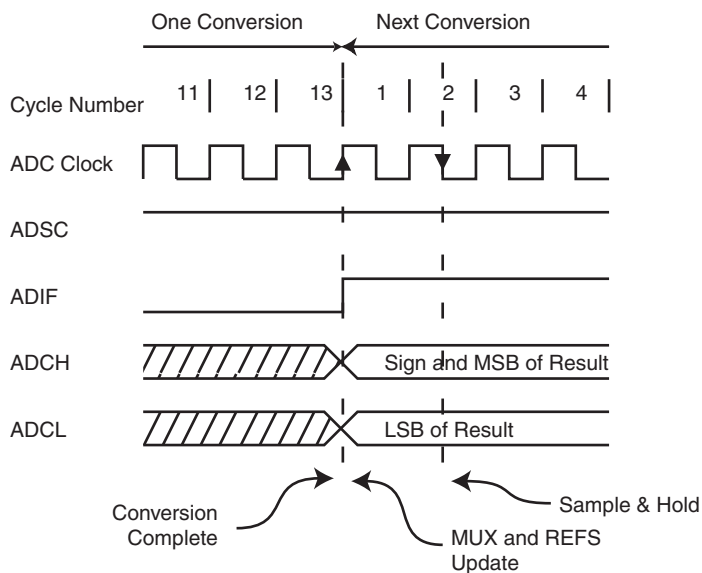 One Conversion Next Conversion
Cycle Number 11 12 13 1 2 3 4
ADC Clock
ADSC
ADIF
ADCH Sign and MSB of Result
ADCL LSB of Result
Conversion
Complete
MUX and REFS
Update
Sample & Hold